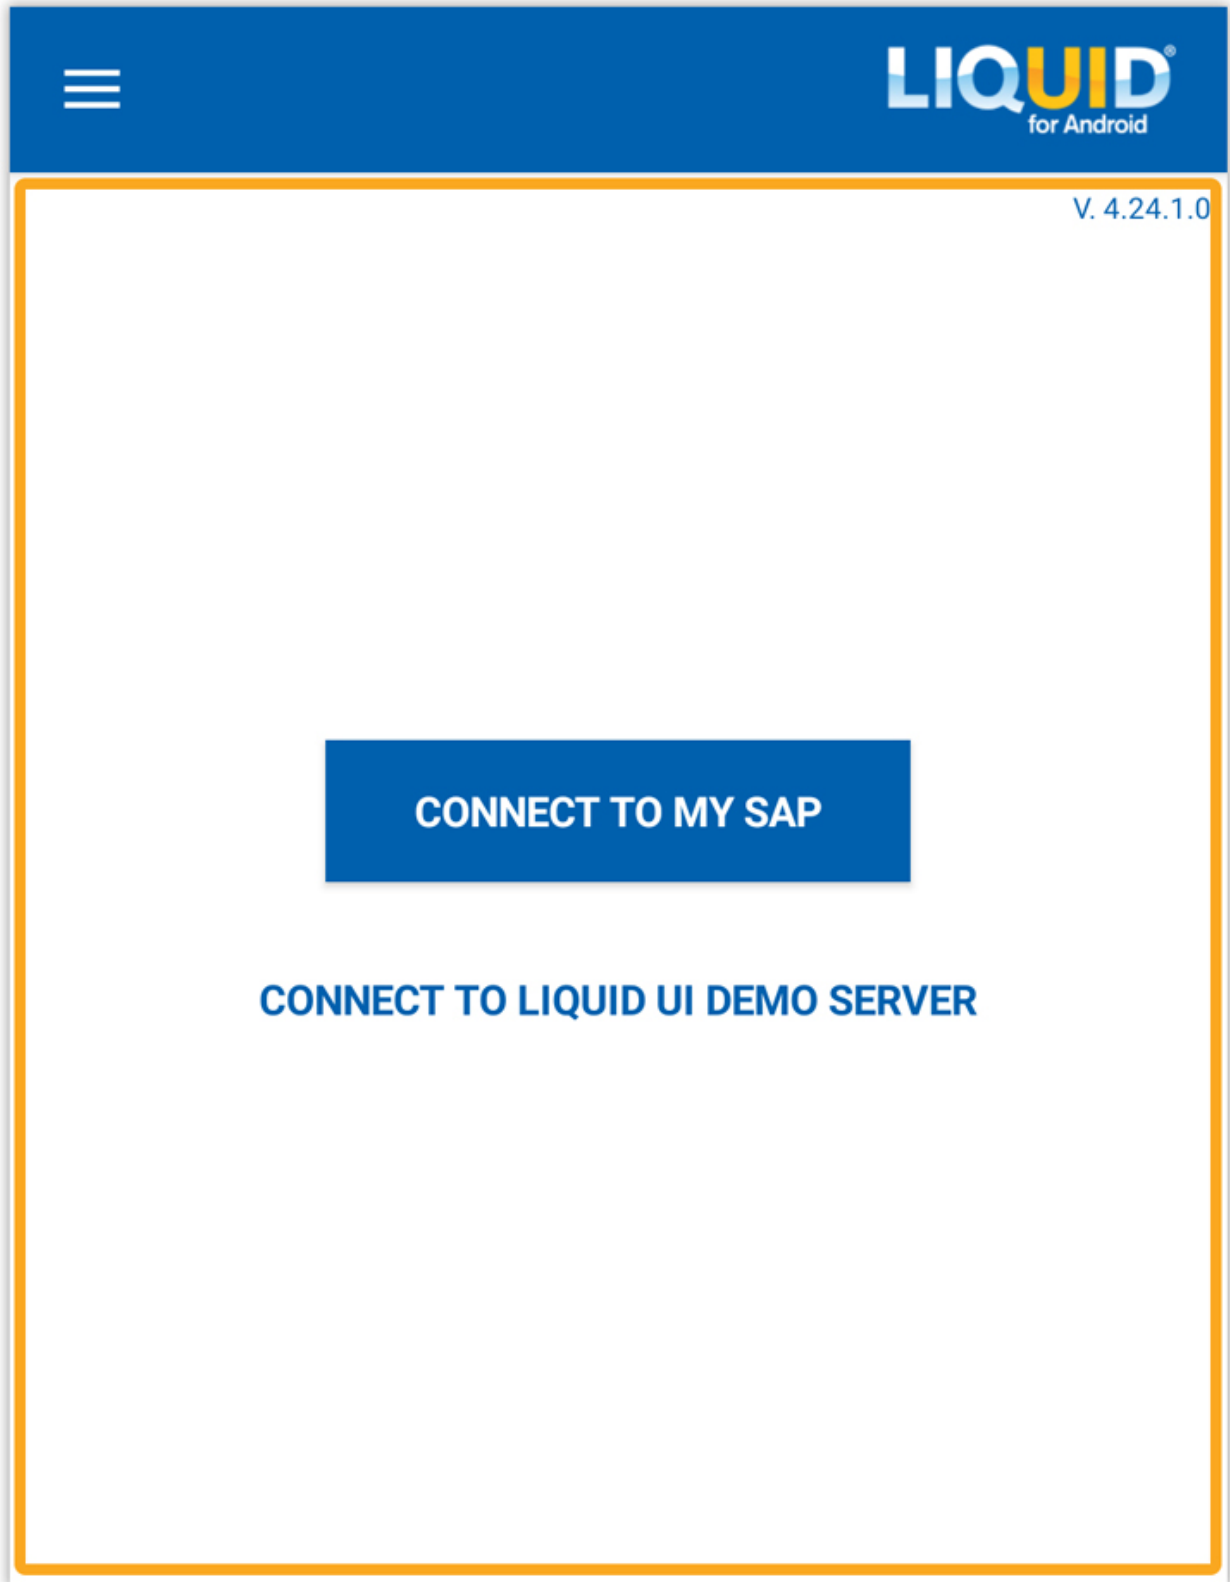 LIQUID®
for Android
V. 4.24.1.0
CONNECT TO MY SAP
CONNECT TO LIQUID UI DEMO SERVER